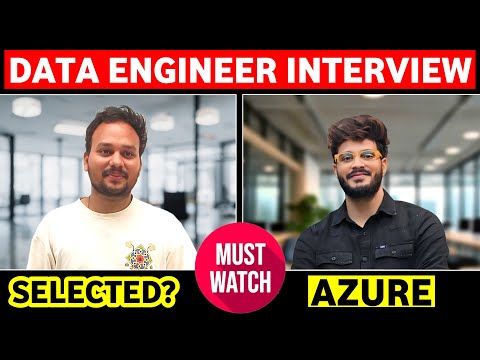 DATA ENGINEER INTERVIEW
MUST
WATCH
SELECTED?
AZURE